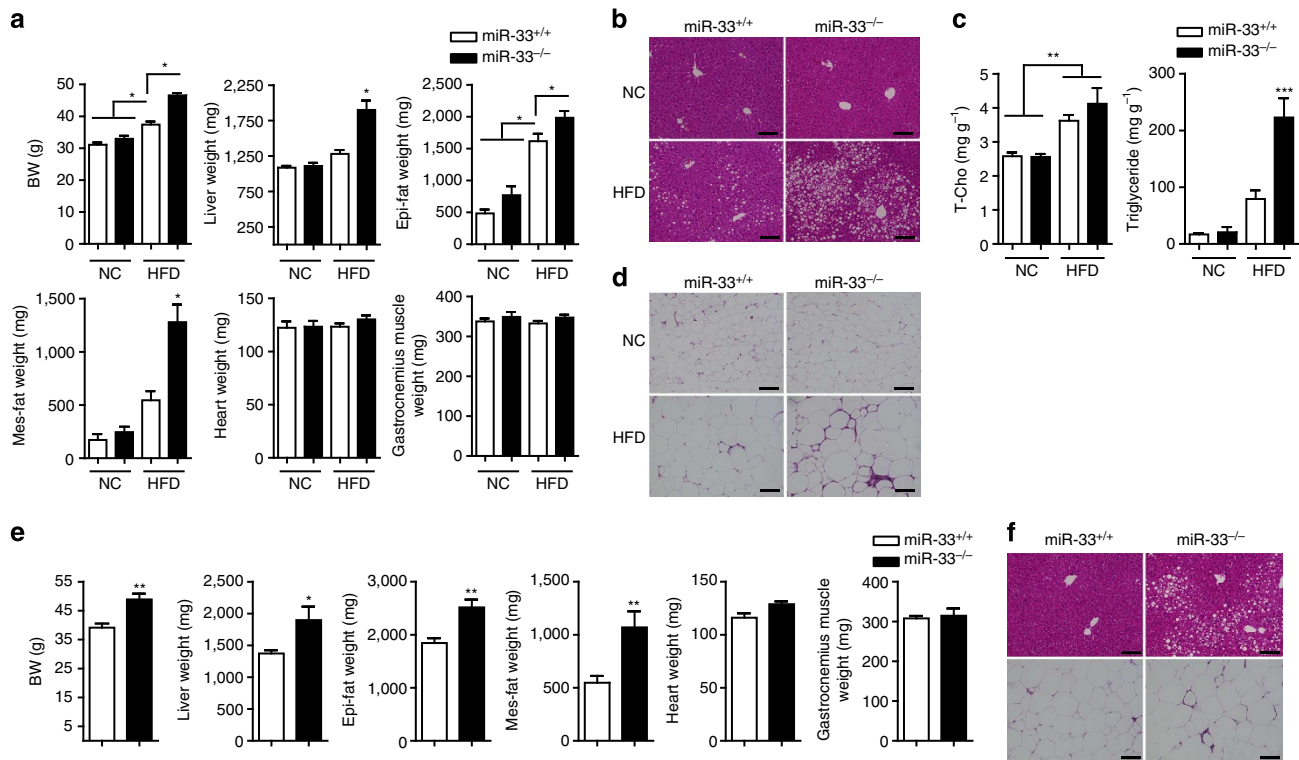 a
miR-33+/+
miR-33–/–
BW (g)
60
50
40
30
20
10
0
*
*
NC
HFD
Liver weight (mg)
2,250
1,750
1,250
750
250
*
NC
HFD
Epi-fat weight (mg)
2,500
2,000
1,500
1,000
500
0
*
*
NC
HFD
Mes-fat weight (mg)
1,500
1,000
500
0
*
NC
HFD
Heart weight (mg)
150
100
50
0
NC
HFD
Gastrocnemius muscle
weight (mg)
400
300
200
100
0
NC
HFD
b
miR-33+/+
miR-33–/–
NC
HFD
c
miR-33+/+
miR-33–/–
T-Cho (mg g–1)
6
5
4
3
2
1
0
**
NC
HFD
Triglyceride (mg g–1)
300
200
100
0
***
NC
HFD
d
miR-33+/+
miR-33–/–
NC
HFD
e
miR-33+/+
miR-33–/–
BW (g)
55
45
35
25
15
5
**
Liver weight (mg)
2,500
2,000
1,500
1,000
500
0
*
Epi-fat weight (mg)
3,000
2,000
1,000
0
**
Mes-fat weight (mg)
1,500
1,000
500
0
**
Heart weight (mg)
150
100
50
0
Gastrocnemius muscle
weight (mg)
400
300
200
100
0
f
miR-33+/+
miR-33–/–